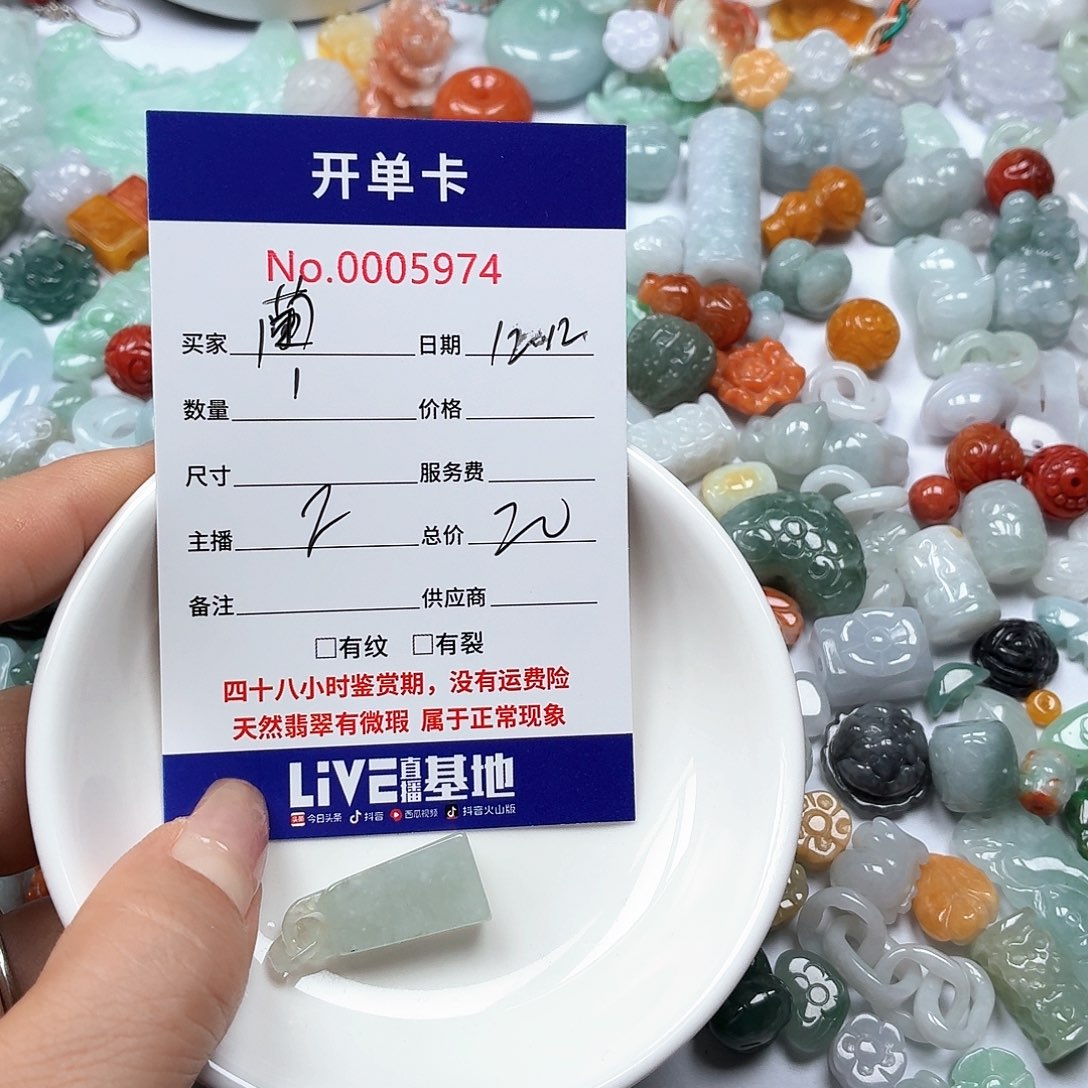 开单卡
No.0005974
买家 蘭 日期 12.12
数量 1 价格
尺寸 服务费
主播 2 总价 20
备注 供应商
有纹 有裂
四十八小时鉴赏期，没有运费险
天然翡翠有微瑕 属于正常现象
LiVE直播基地
头条 今日头条 抖音 西瓜视频 抖音火山版